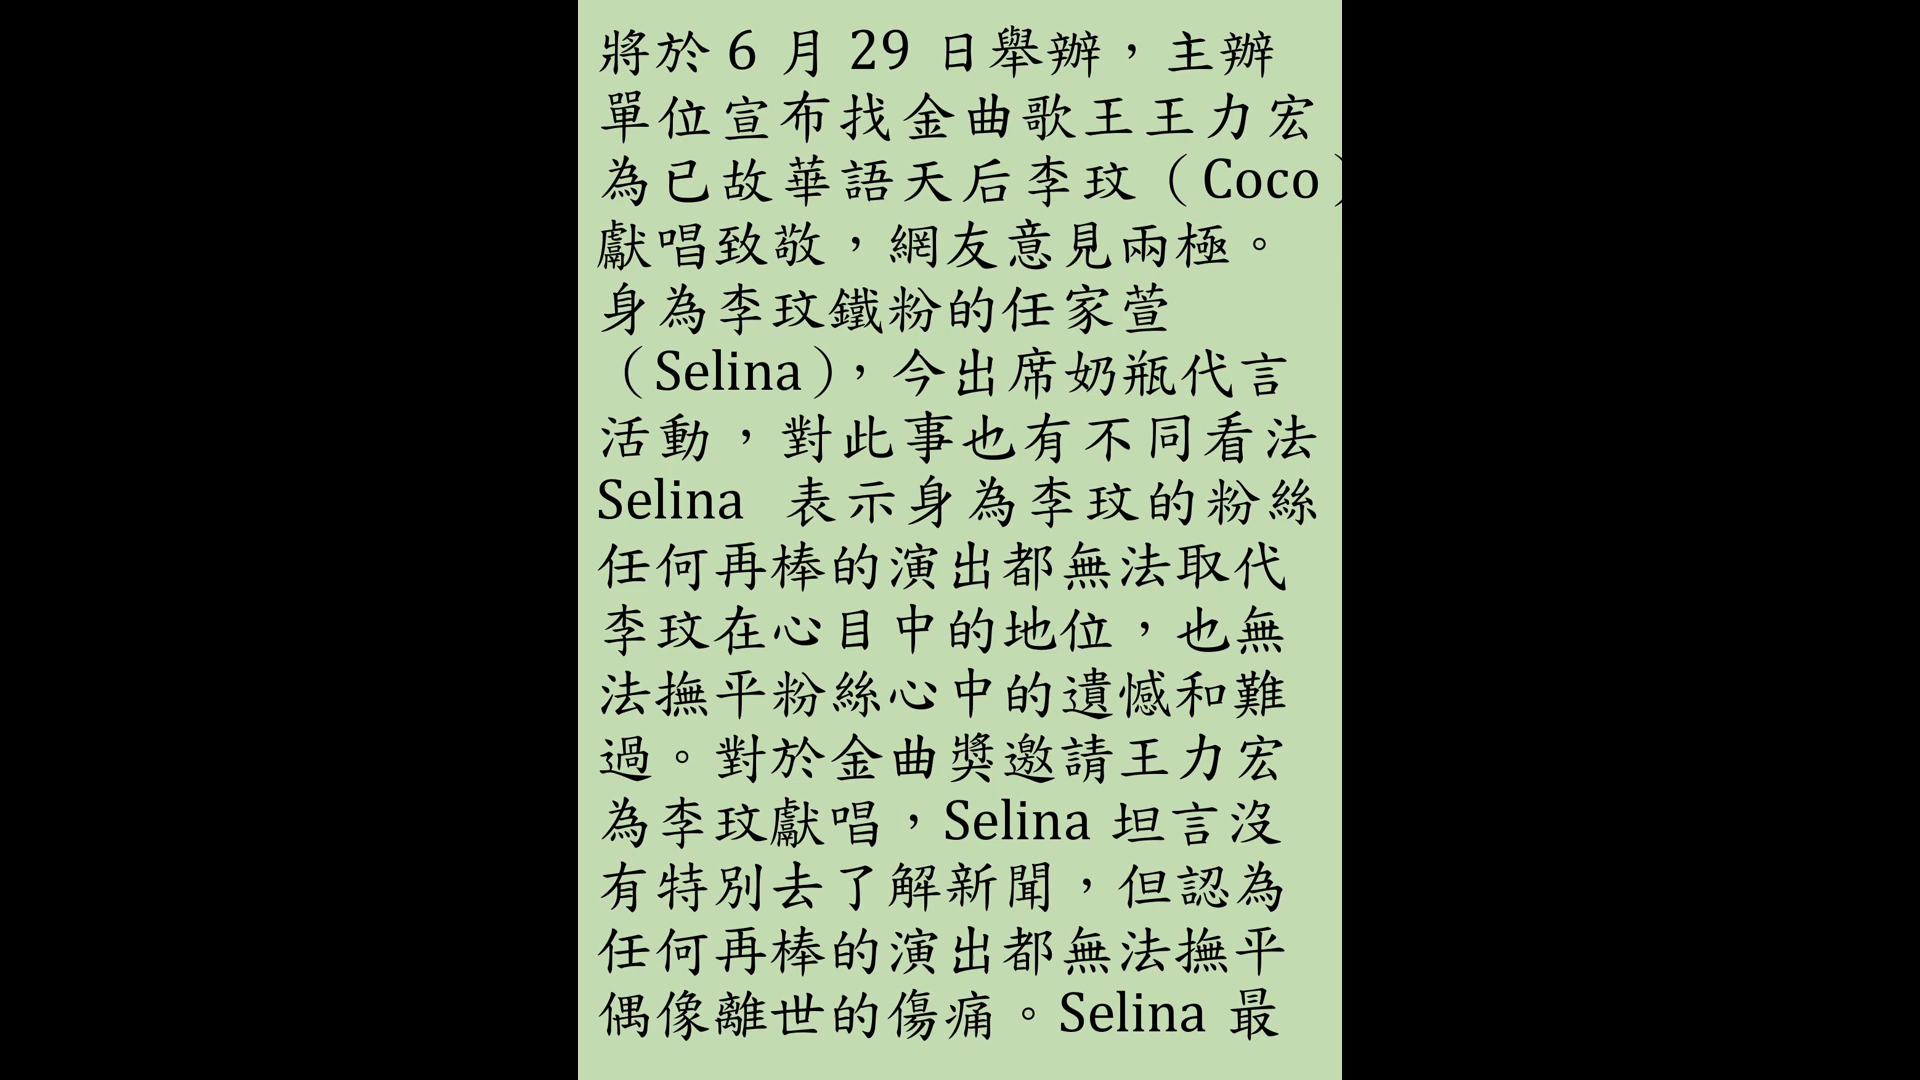 將於 6 月 29 日舉辦，主辦
單位宣布找金曲歌王王力宏
為已故華語天后李玟（Coco）
獻唱致敬，網友意見兩極。
身為李玟鐵粉的任家萱
（Selina），今出席奶瓶代言
活動，對此事也有不同看法
Selina 表示身為李玟的粉絲
任何再棒的演出都無法取代
李玟在心目中的地位，也無
法撫平粉絲心中的遺憾和難
過。對於金曲獎邀請王力宏
為李玟獻唱，Selina 坦言沒
有特別去了解新聞，但認為
任何再棒的演出都無法撫平
偶像離世的傷痛。Selina 最